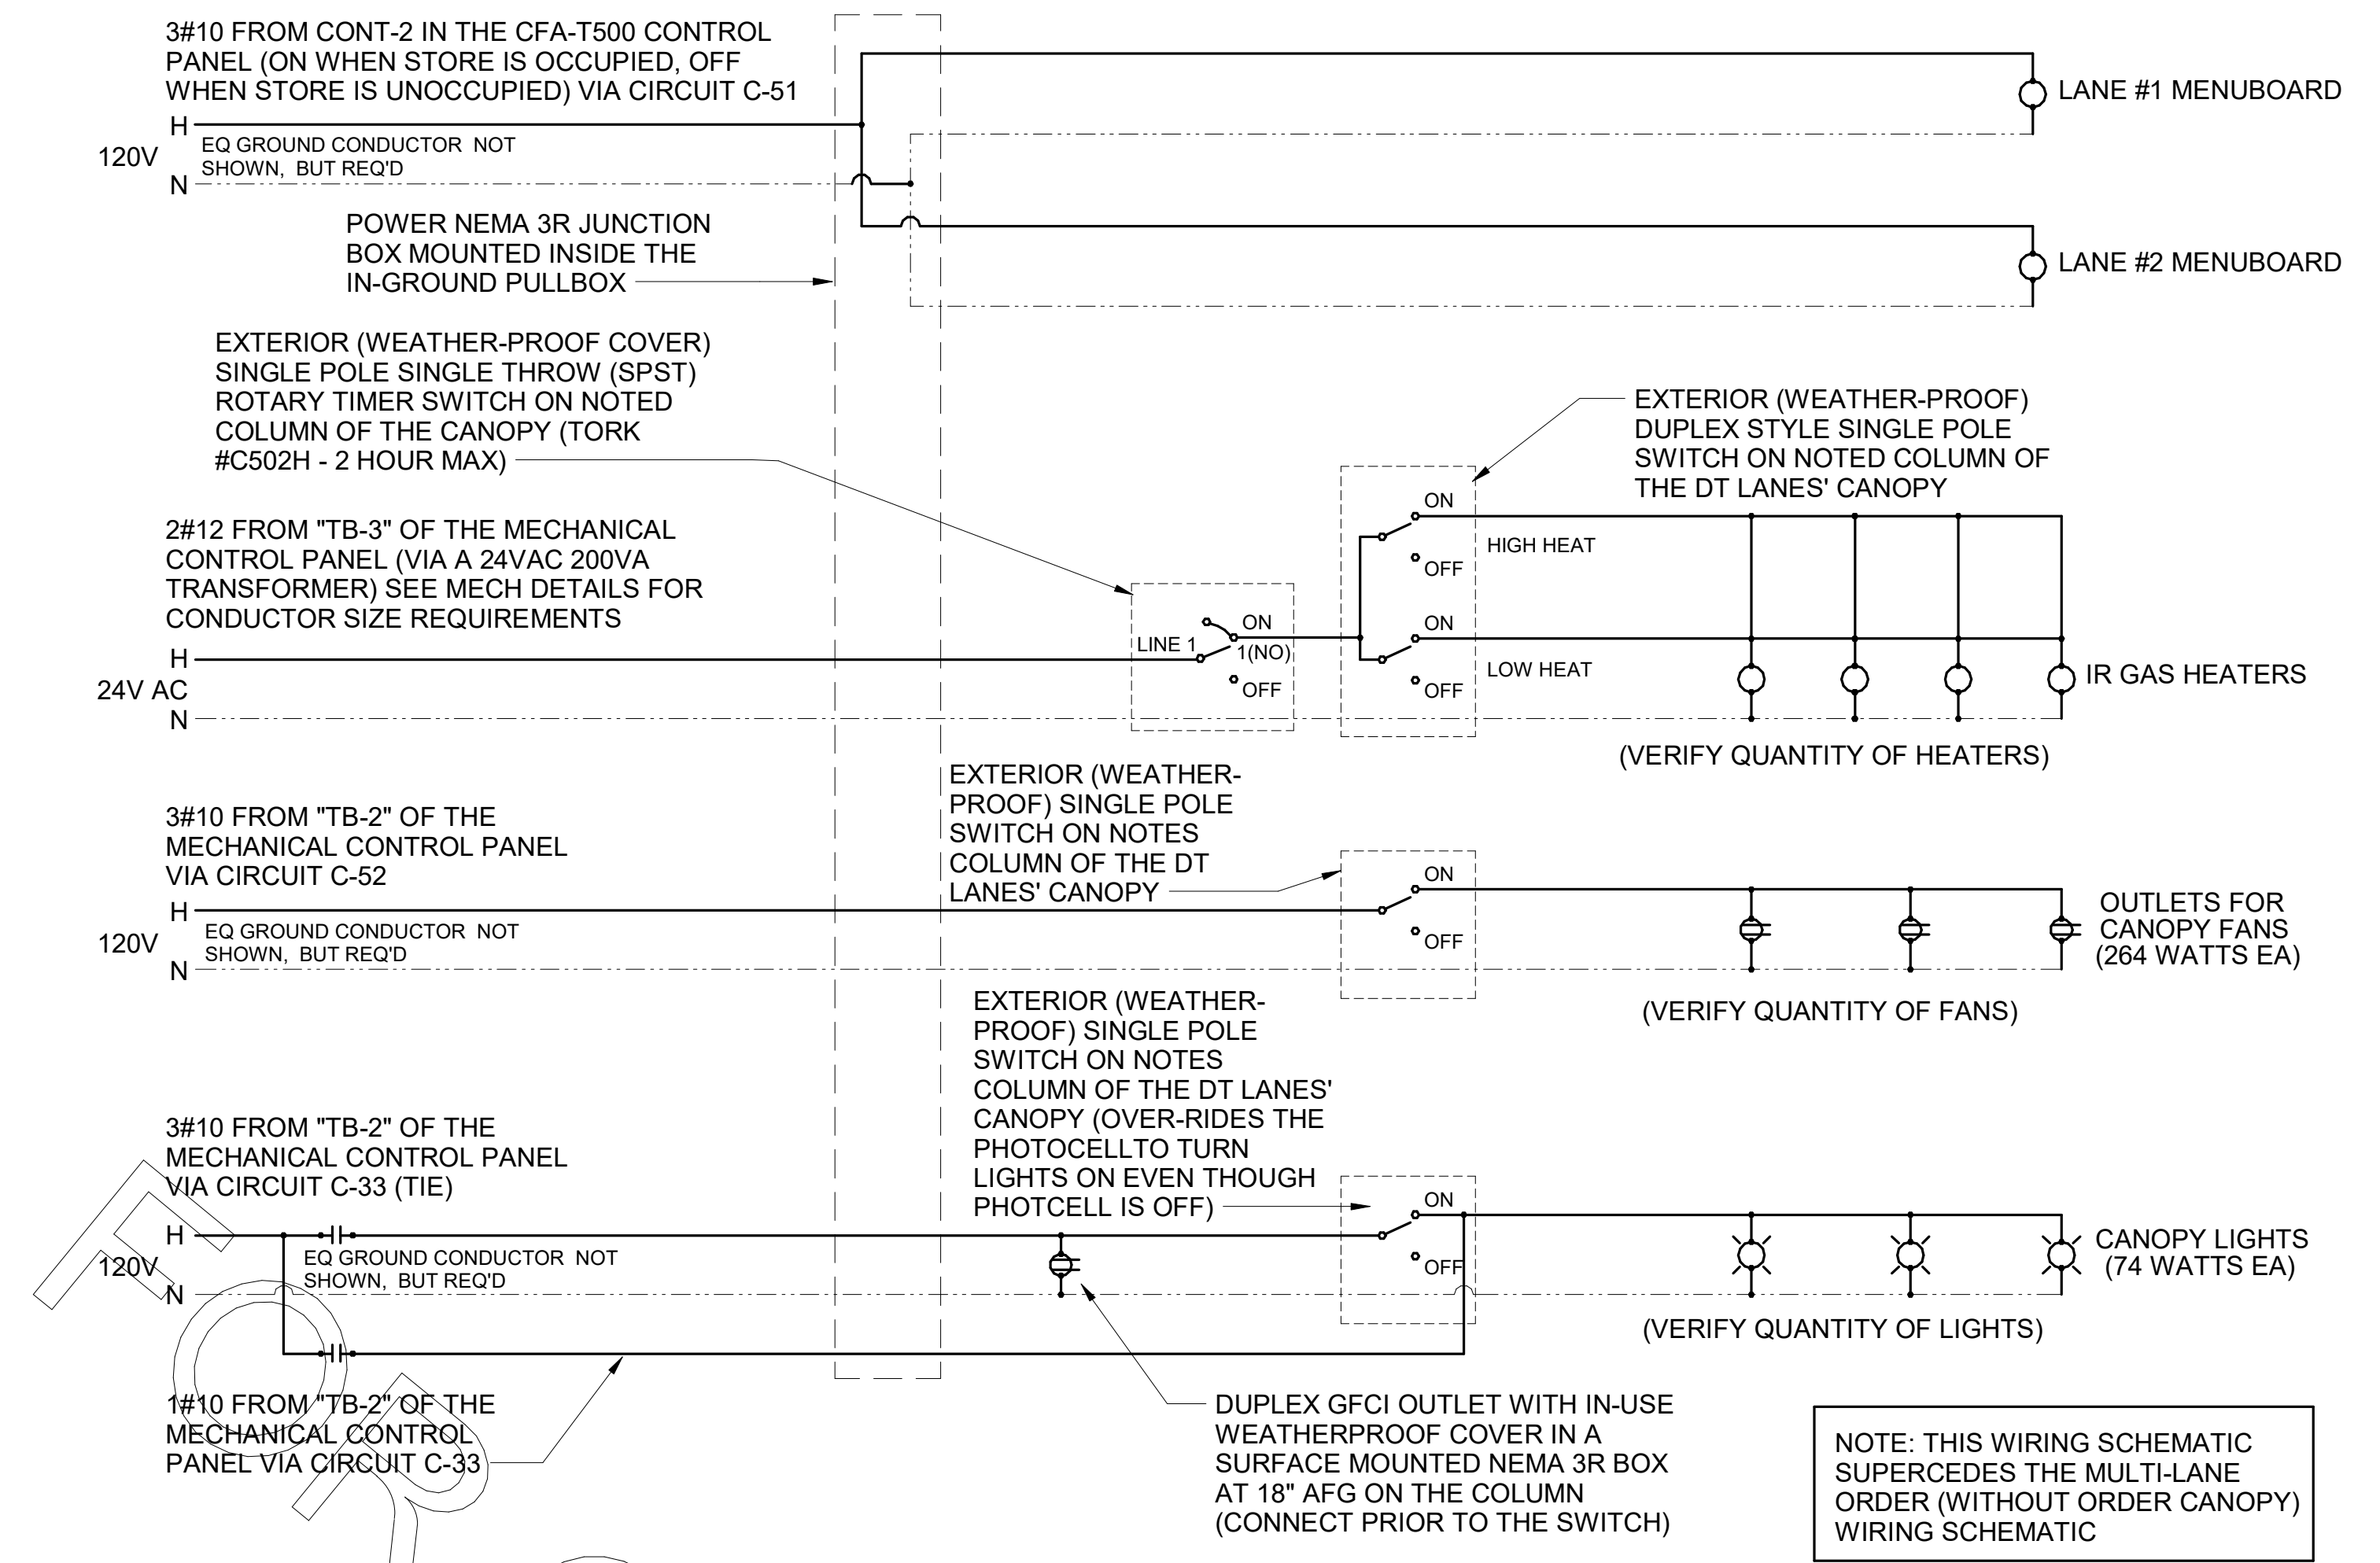 3#10 FROM CONT-2 IN THE CFA-T500 CONTROL
PANEL (ON WHEN STORE IS OCCUPIED, OFF
WHEN STORE IS UNOCCUPIED) VIA CIRCUIT C-51
H
120V
N
EQ GROUND CONDUCTOR NOT
SHOWN, BUT REQ'D
LANE #1 MENUBOARD
POWER NEMA 3R JUNCTION
BOX MOUNTED INSIDE THE
IN-GROUND PULLBOX
LANE #2 MENUBOARD
EXTERIOR (WEATHER-PROOF COVER)
SINGLE POLE SINGLE THROW (SPST)
ROTARY TIMER SWITCH ON NOTED
COLUMN OF THE CANOPY (TORK
#C502H - 2 HOUR MAX)
EXTERIOR (WEATHER-PROOF)
DUPLEX STYLE SINGLE POLE
SWITCH ON NOTED COLUMN OF
THE DT LANES' CANOPY
2#12 FROM "TB-3" OF THE MECHANICAL
CONTROL PANEL (VIA A 24VAC 200VA
TRANSFORMER) SEE MECH DETAILS FOR
CONDUCTOR SIZE REQUIREMENTS
H
24V AC
N
LINE 1
ON
1(NO)
OFF
ON
OFF
HIGH HEAT
ON
OFF
LOW HEAT
IR GAS HEATERS
(VERIFY QUANTITY OF HEATERS)
3#10 FROM "TB-2" OF THE
MECHANICAL CONTROL PANEL
VIA CIRCUIT C-52
H
120V
N
EQ GROUND CONDUCTOR NOT
SHOWN, BUT REQ'D
EXTERIOR (WEATHER-
PROOF) SINGLE POLE
SWITCH ON NOTES
COLUMN OF THE DT
LANES' CANOPY
ON
OFF
OUTLETS FOR
CANOPY FANS
(264 WATTS EA)
(VERIFY QUANTITY OF FANS)
3#10 FROM "TB-2" OF THE
MECHANICAL CONTROL PANEL
VIA CIRCUIT C-33 (TIE)
H
120V
N
EQ GROUND CONDUCTOR NOT
SHOWN, BUT REQ'D
EXTERIOR (WEATHER-
PROOF) SINGLE POLE
SWITCH ON NOTES
COLUMN OF THE DT LANES'
CANOPY (OVER-RIDES THE
PHOTOCELLTO TURN
LIGHTS ON EVEN THOUGH
PHOTCELL IS OFF)
ON
OFF
CANOPY LIGHTS
(74 WATTS EA)
(VERIFY QUANTITY OF LIGHTS)
1#10 FROM "TB-2" OF THE
MECHANICAL CONTROL
PANEL VIA CIRCUIT C-33
DUPLEX GFCI OUTLET WITH IN-USE
WEATHERPROOF COVER IN A
SURFACE MOUNTED NEMA 3R BOX
AT 18" AFG ON THE COLUMN
(CONNECT PRIOR TO THE SWITCH)
NOTE: THIS WIRING SCHEMATIC
SUPERCEDES THE MULTI-LANE
ORDER (WITHOUT ORDER CANOPY)
WIRING SCHEMATIC
FOR